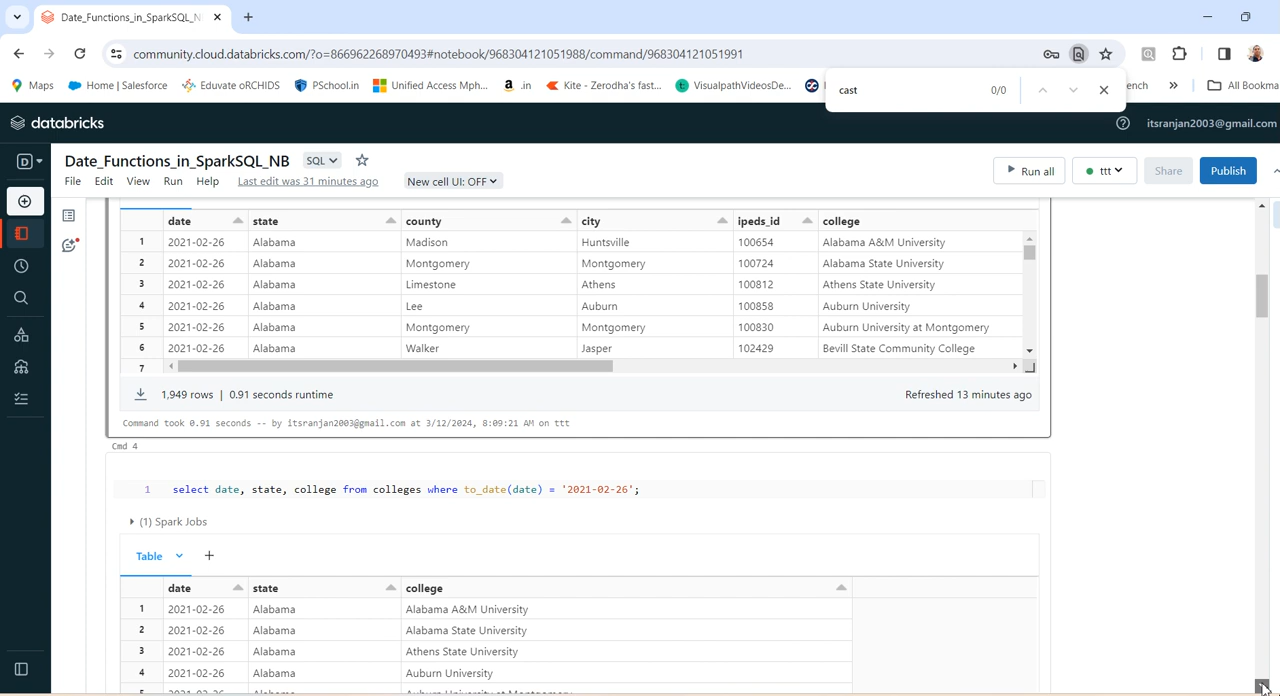 Date_Functions_in_SparkSQL_N
community.cloud.databricks.com/?o=866962268970493#notebook/968304121051988/command/968304121051991
Maps
Home | Salesforce
Eduvate oRCHIDS
PSchool.in
Unified Access Mph...
.in
Kite - Zerodha's fast...
VisualpathVideosDe...
ench
»
All Bookma
cast
0/0
databricks
itsranjan2003@gmail.com
Date_Functions_in_SparkSQL_NB
SQL
File Edit View Run Help Last edit was 31 minutes ago New cell UI: OFF
Run all
ttt
Share
Publish
date state county city ipeds_id college
1 2021-02-26 Alabama Madison Huntsville 100654 Alabama A&M University
2 2021-02-26 Alabama Montgomery Montgomery 100724 Alabama State University
3 2021-02-26 Alabama Limestone Athens 100812 Athens State University
4 2021-02-26 Alabama Lee Auburn 100858 Auburn University
5 2021-02-26 Alabama Montgomery Montgomery 100830 Auburn University at Montgomery
6 2021-02-26 Alabama Walker Jasper 102429 Bevill State Community College
7
1,949 rows | 0.91 seconds runtime
Refreshed 13 minutes ago
Command took 0.91 seconds -- by itsranjan2003@gmail.com at 3/12/2024, 8:09:21 AM on ttt
Cmd 4
1 select date, state, college from colleges where to_date(date) = '2021-02-26';
(1) Spark Jobs
Table
date state college
1 2021-02-26 Alabama Alabama A&M University
2 2021-02-26 Alabama Alabama State University
3 2021-02-26 Alabama Athens State University
4 2021-02-26 Alabama Auburn University
5 2021-02-26 Alabama Auburn University at Montgomery